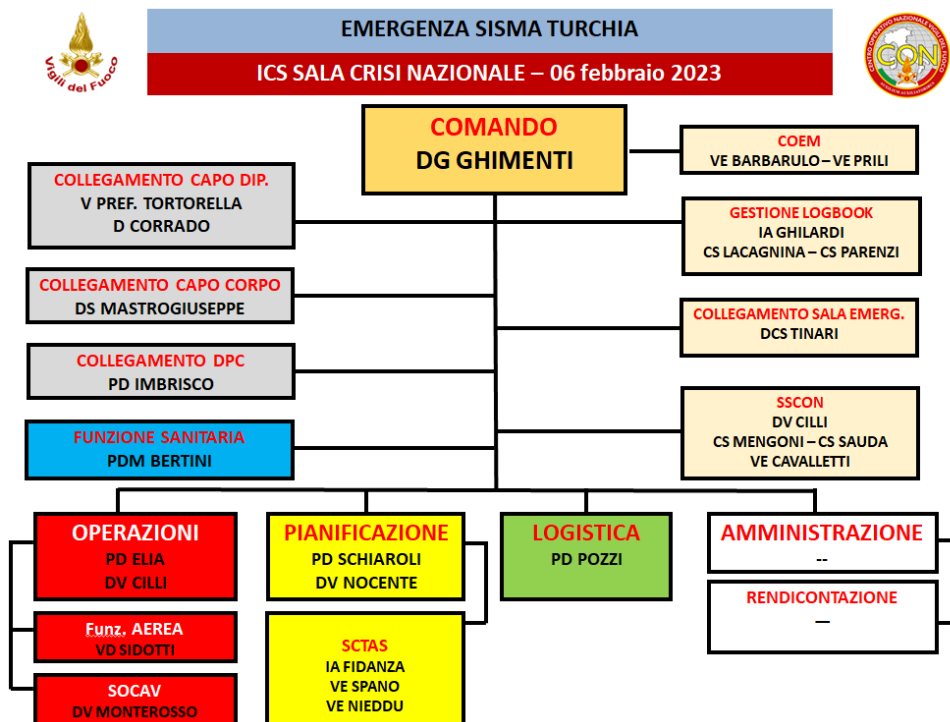 EMERGENZA SISMA TURCHIA
ICS SALA CRISI NAZIONALE – 06 febbraio 2023
Vigili del Fuoco
CENTRO OPERATIVO NAZIONALE VIGILI DEL FUOCO
CON
COMANDO
DG GHIMENTI
COEM
VE BARBARULO – VE PRILI
COLLEGAMENTO CAPO DIP.
V PREF. TORTORELLA
D CORRADO
GESTIONE LOGBOOK
IA GHILARDI
CS LACAGNINA – CS PARENZI
COLLEGAMENTO CAPO CORPO
DS MASTROGIUSEPPE
COLLEGAMENTO SALA EMERG.
DCS TINARI
COLLEGAMENTO DPC
PD IMBRISCO
SSCON
DV CILLI
CS MENGONI – CS SAUDA
VE CAVALLETTI
FUNZIONE SANITARIA
PDM BERTINI
OPERAZIONI
PD ELIA
DV CILLI
PIANIFICAZIONE
PD SCHIAROLI
DV NOCENTE
LOGISTICA
PD POZZI
AMMINISTRAZIONE
--
RENDICONTAZIONE
—
Funz. AEREA
VD SIDOTTI
SCTAS
IA FIDANZA
VE SPANO
VE NIEDDU
SOCAV
DV MONTEROSSO